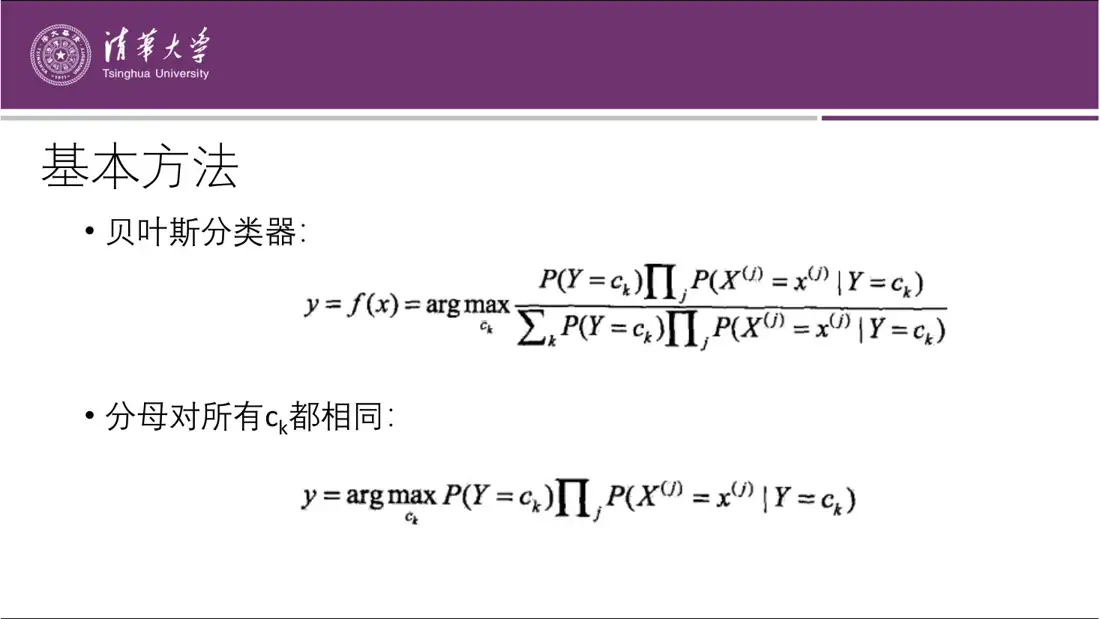 清华大学
Tsinghua University
基本方法
• 贝叶斯分类器：
y = f(x) = arg max_{c_k} \frac{P(Y = c_k) ∏_j P(X^{(j)} = x^{(j)} | Y = c_k)}{∑_k P(Y = c_k) ∏_j P(X^{(j)} = x^{(j)} | Y = c_k)}
• 分母对所有c_k都相同：
y = arg max_{c_k} P(Y = c_k) ∏_j P(X^{(j)} = x^{(j)} | Y = c_k)